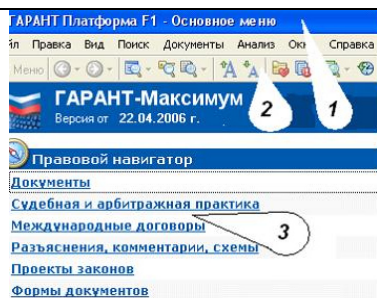 ГАРАНТ Платформа F1 - Основное меню
йл Правка Вид Поиск Документы Анализ Окн Справка
Меню
ГАРАНТ-Максимум
Версия от 22.04.2006 г.
2
1
Правовой навигатор
Документы
Судебная и арбитражная практика
Международные договоры
3
Разъяснения, комментарии, схемы
Проекты законов
Формы документов